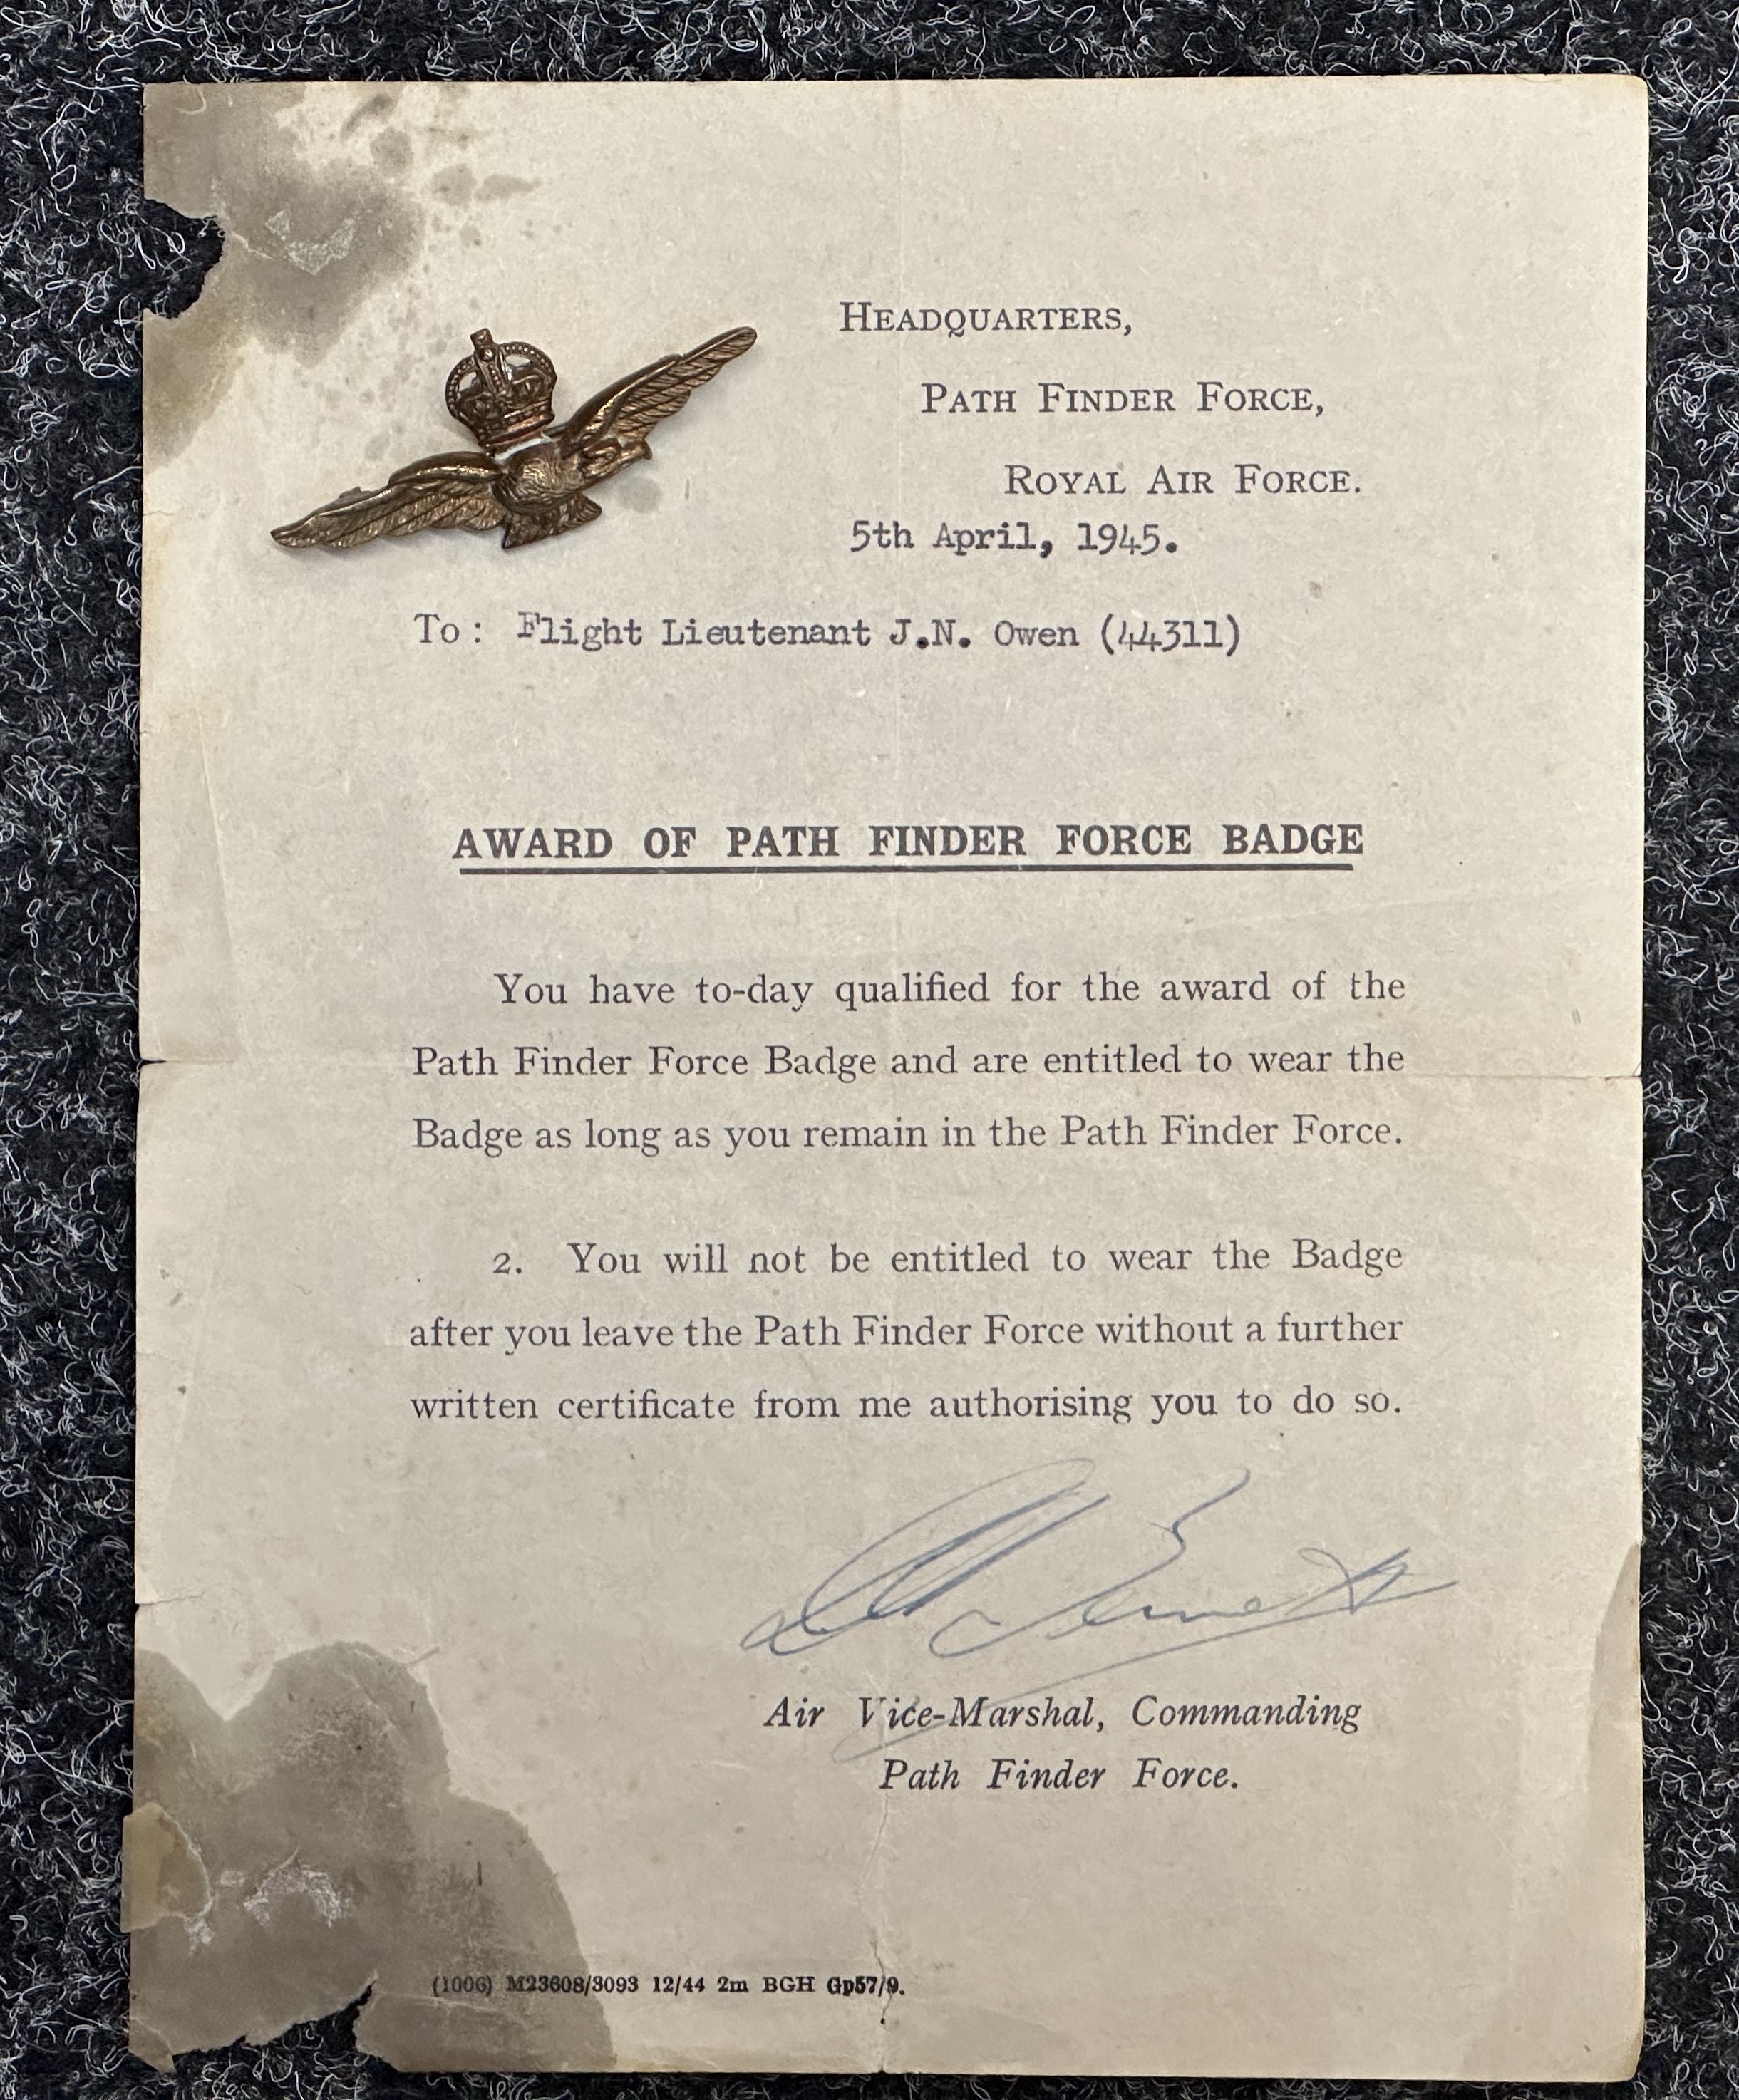 HEADQUARTERS,
PATH FINDER FORCE,
ROYAL AIR FORCE.
5th April, 1945.
To: Flight Lieutenant J.N. Owen (44311)
AWARD OF PATH FINDER FORCE BADGE
You have to-day qualified for the award of the
Path Finder Force Badge and are entitled to wear the
Badge as long as you remain in the Path Finder Force.
2. You will not be entitled to wear the Badge
after you leave the Path Finder Force without a further
written certificate from me authorising you to do so.
Air Vice-Marshal, Commanding
Path Finder Force.
(1006) M23608/3093 12/44 2m BGH Gp57/9.